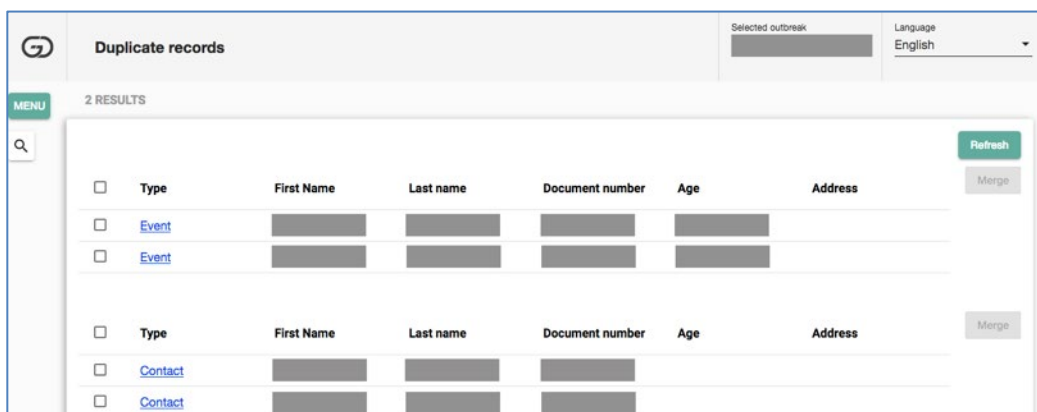 Duplicate records
Selected outbreak
Language
English
MENU
2 RESULTS
Refresh
Type First Name Last name Document number Age Address Merge
Event
Event
Type First Name Last name Document number Age Address Merge
Contact
Contact